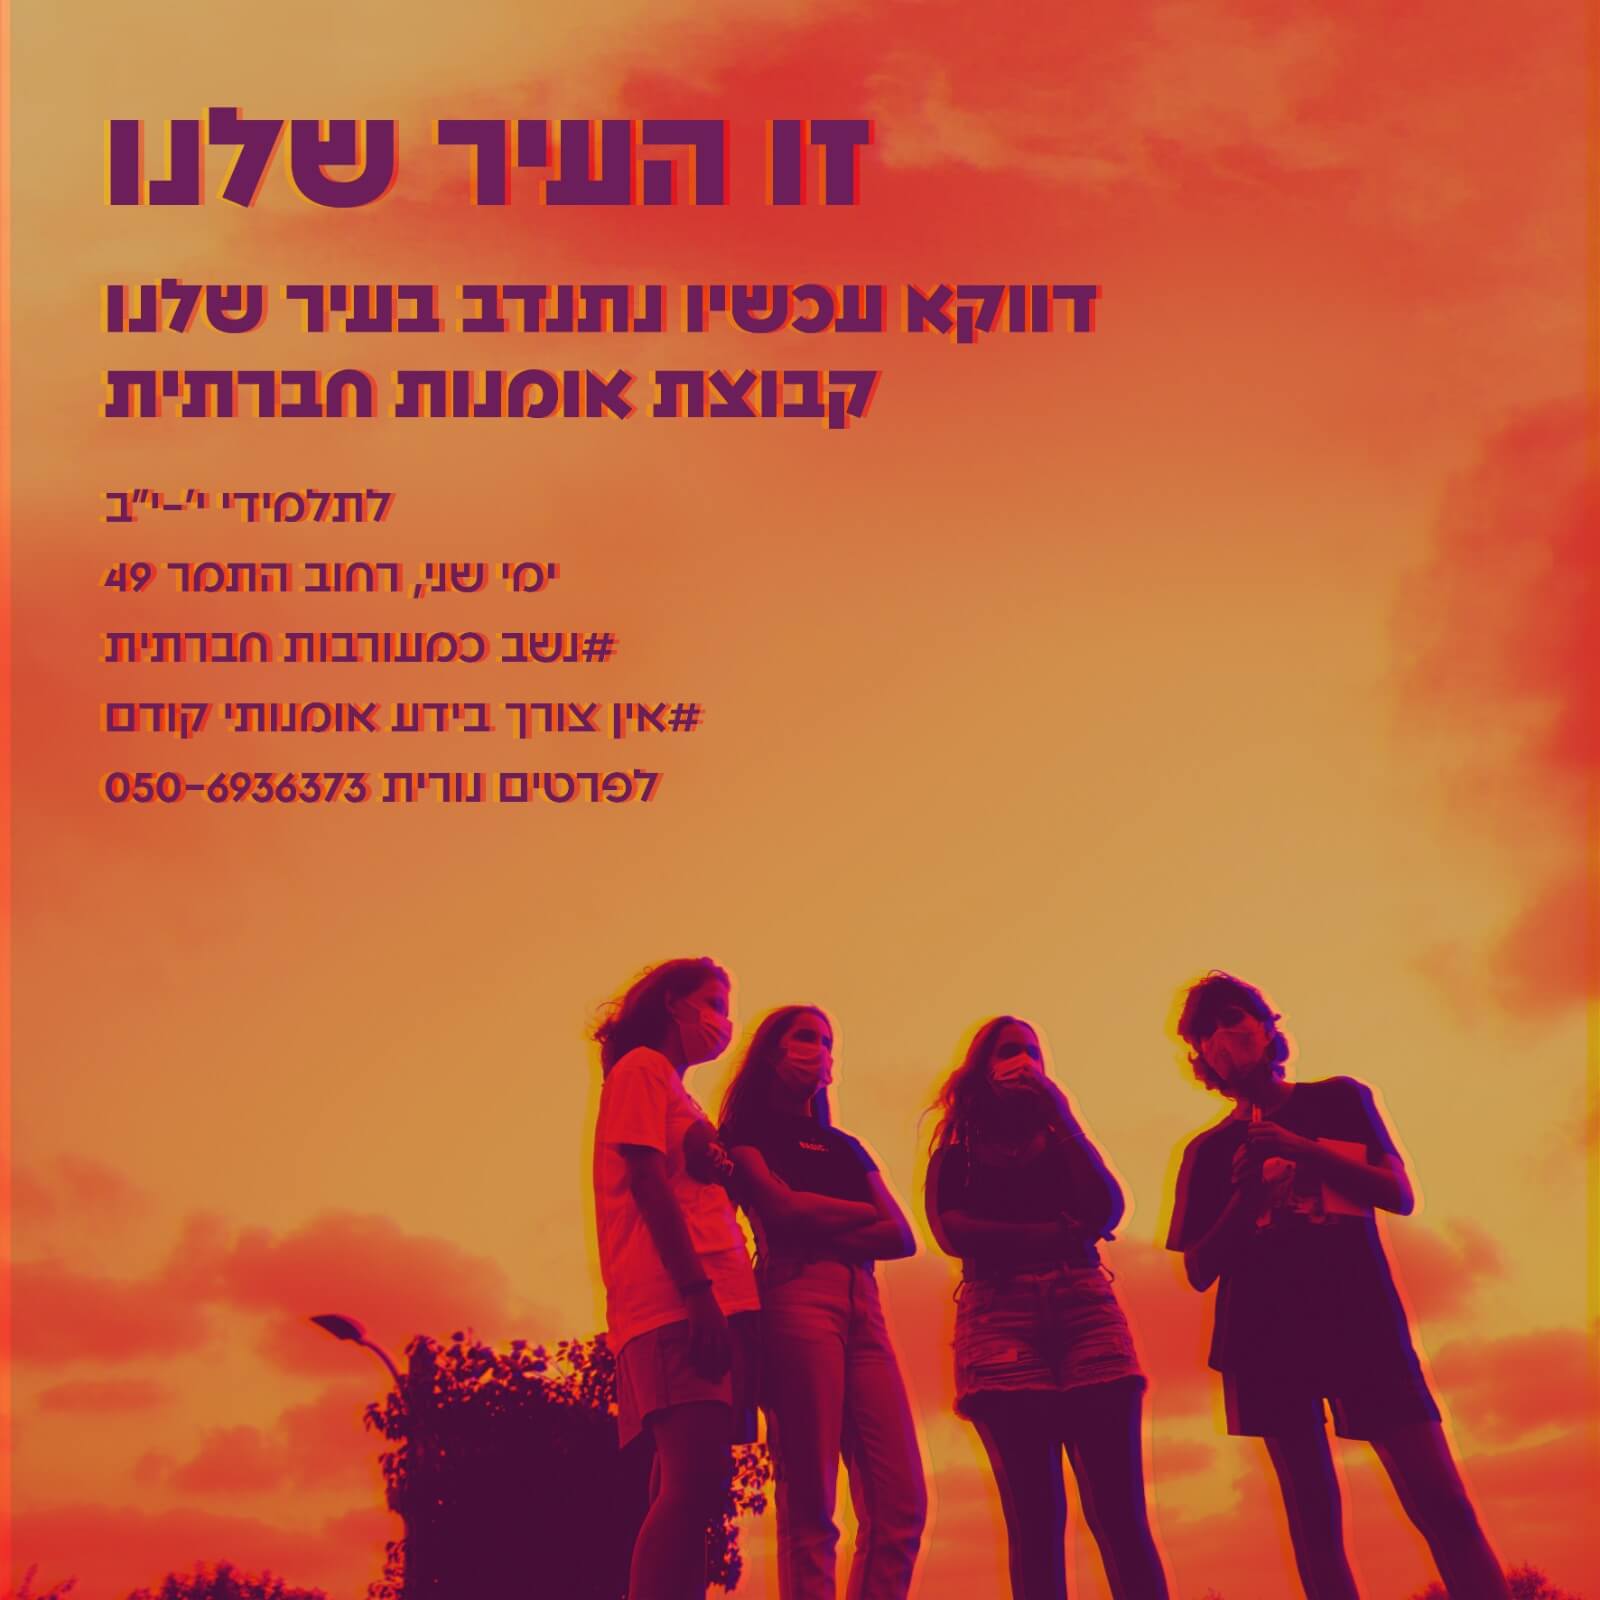 זו העיר שלנו
דווקא עכשיו נתנדב בעיר שלנו
קבוצת אומנות חברתית
לתלמידי י'-י"ב
ימי שני, רחוב התמר 49
#נשב כמעורבות חברתית
#אין צורך בידע אומנותי קודם
לפרטים נורית 050-6936373